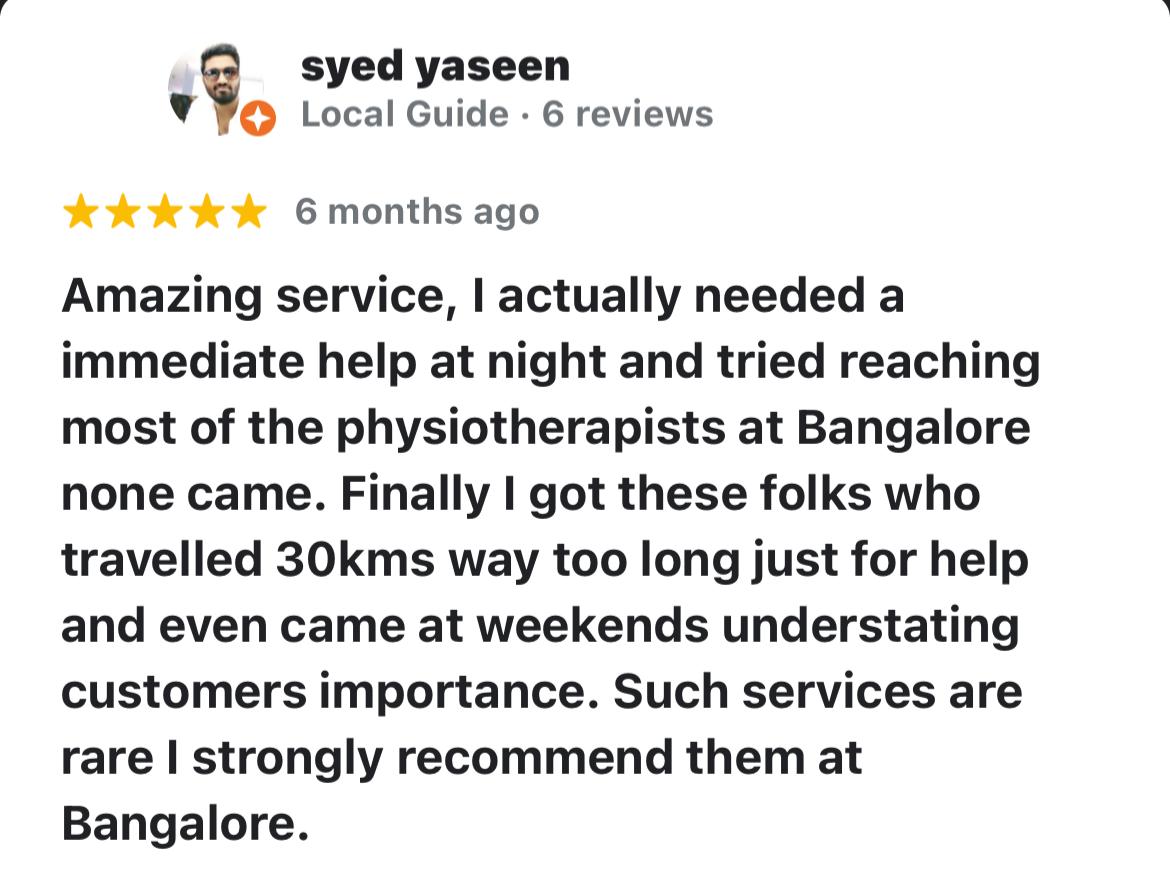 syed yaseen
Local Guide · 6 reviews
6 months ago
Amazing service, I actually needed a
immediate help at night and tried reaching
most of the physiotherapists at Bangalore
none came. Finally I got these folks who
travelled 30kms way too long just for help
and even came at weekends understating
customers importance. Such services are
rare I strongly recommend them at
Bangalore.